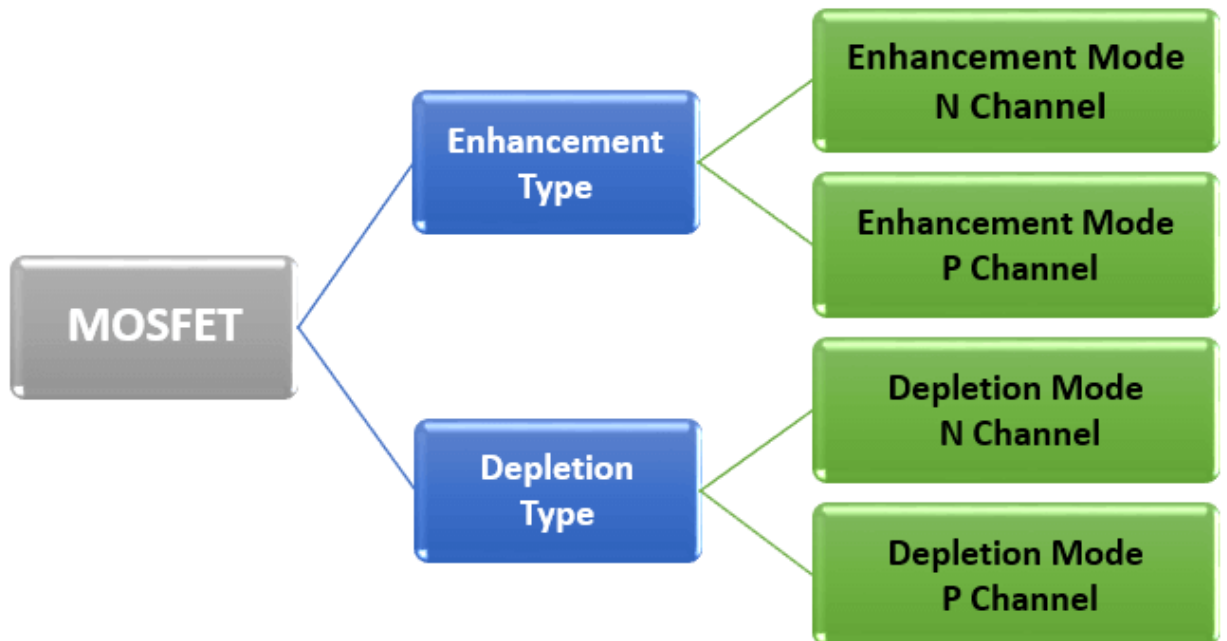 MOSFET
Enhancement
Type
Depletion
Type
Enhancement Mode
N Channel
Enhancement Mode
P Channel
Depletion Mode
N Channel
Depletion Mode
P Channel